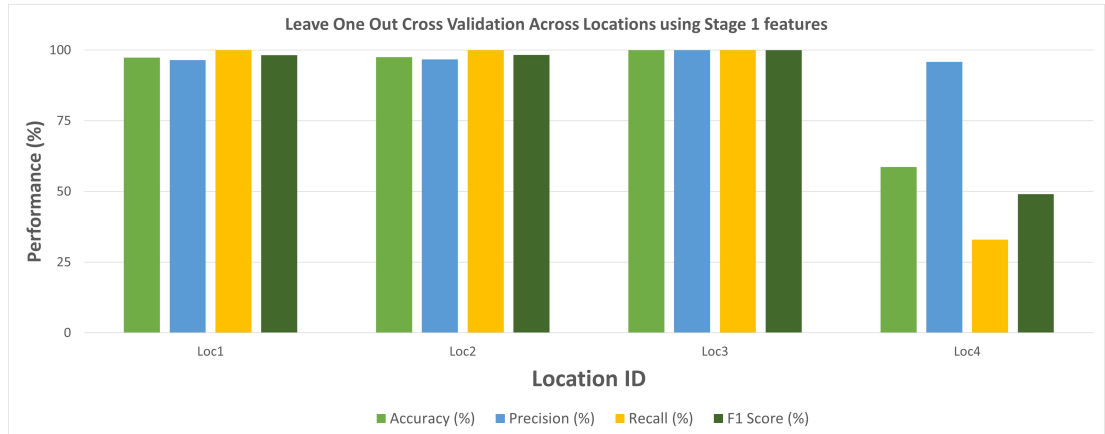 Leave One Out Cross Validation Across Locations using Stage 1 features
Performance (%)
100
75
50
25
0
Loc1 Loc2 Loc3 Loc4
Location ID
Accuracy (%) Precision (%) Recall (%) F1 Score (%)